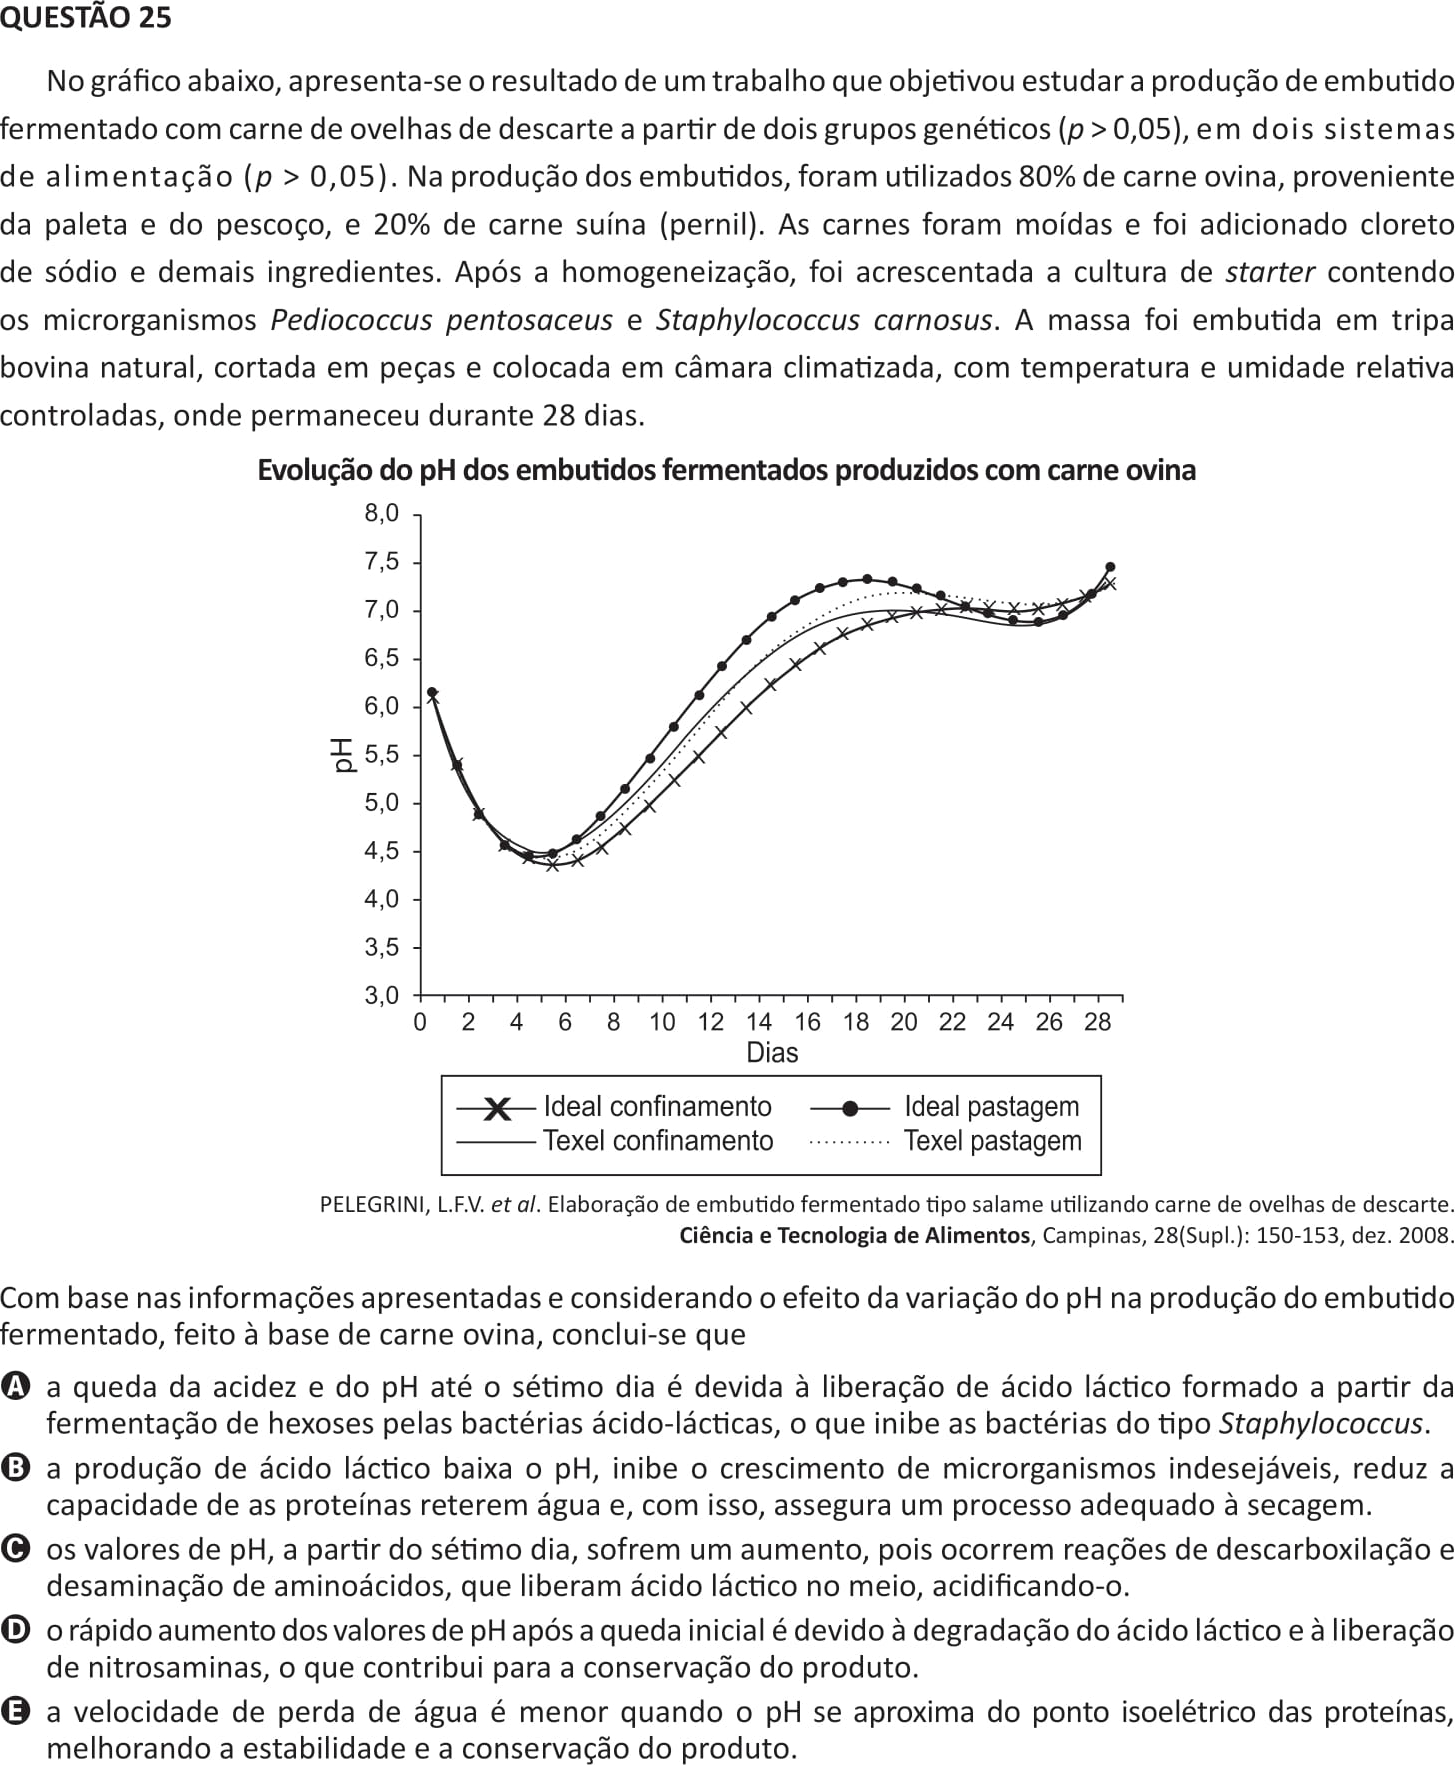 QUESTÃO 25
No gráfico abaixo, apresenta-se o resultado de um trabalho que objetivou estudar a produção de embutido
fermentado com carne de ovelhas de descarte a partir de dois grupos genéticos (p > 0,05), em dois sistemas
de alimentação (p > 0,05). Na produção dos embutidos, foram utilizados 80% de carne ovina, proveniente
da paleta e do pescoço, e 20% de carne suína (pernil). As carnes foram moídas e foi adicionado cloreto
de sódio e demais ingredientes. Após a homogeneização, foi acrescentada a cultura de starter contendo
os microrganismos Pediococcus pentosaceus e Staphylococcus carnosus. A massa foi embutida em tripa
bovina natural, cortada em peças e colocada em câmara climatizada, com temperatura e umidade relativa
controladas, onde permaneceu durante 28 dias.
Evolução do pH dos embutidos fermentados produzidos com carne ovina
8,0
7,5
7,0
6,5
6,0
5,5
5,0
4,5
4,0
3,5
3,0
pH
0 2 4 6 8 10 12 14 16 18 20 22 24 26 28
Dias
Ideal confinamento Ideal pastagem
Texel confinamento Texel pastagem
PELEGRINI, L.F.V. et al. Elaboração de embutido fermentado tipo salame utilizando carne de ovelhas de descarte.
Ciência e Tecnologia de Alimentos, Campinas, 28(Supl.): 150-153, dez. 2008.
Com base nas informações apresentadas e considerando o efeito da variação do pH na produção do embutido
fermentado, feito à base de carne ovina, conclui-se que
A a queda da acidez e do pH até o sétimo dia é devida à liberação de ácido láctico formado a partir da
fermentação de hexoses pelas bactérias ácido-lácticas, o que inibe as bactérias do tipo Staphylococcus.
B a produção de ácido láctico baixa o pH, inibe o crescimento de microrganismos indesejáveis, reduz a
capacidade de as proteínas reterem água e, com isso, assegura um processo adequado à secagem.
C os valores de pH, a partir do sétimo dia, sofrem um aumento, pois ocorrem reações de descarboxilação e
desaminação de aminoácidos, que liberam ácido láctico no meio, acidificando-o.
D o rápido aumento dos valores de pH após a queda inicial é devido à degradação do ácido láctico e à liberação
de nitrosaminas, o que contribui para a conservação do produto.
E a velocidade de perda de água é menor quando o pH se aproxima do ponto isoelétrico das proteínas,
melhorando a estabilidade e a conservação do produto.